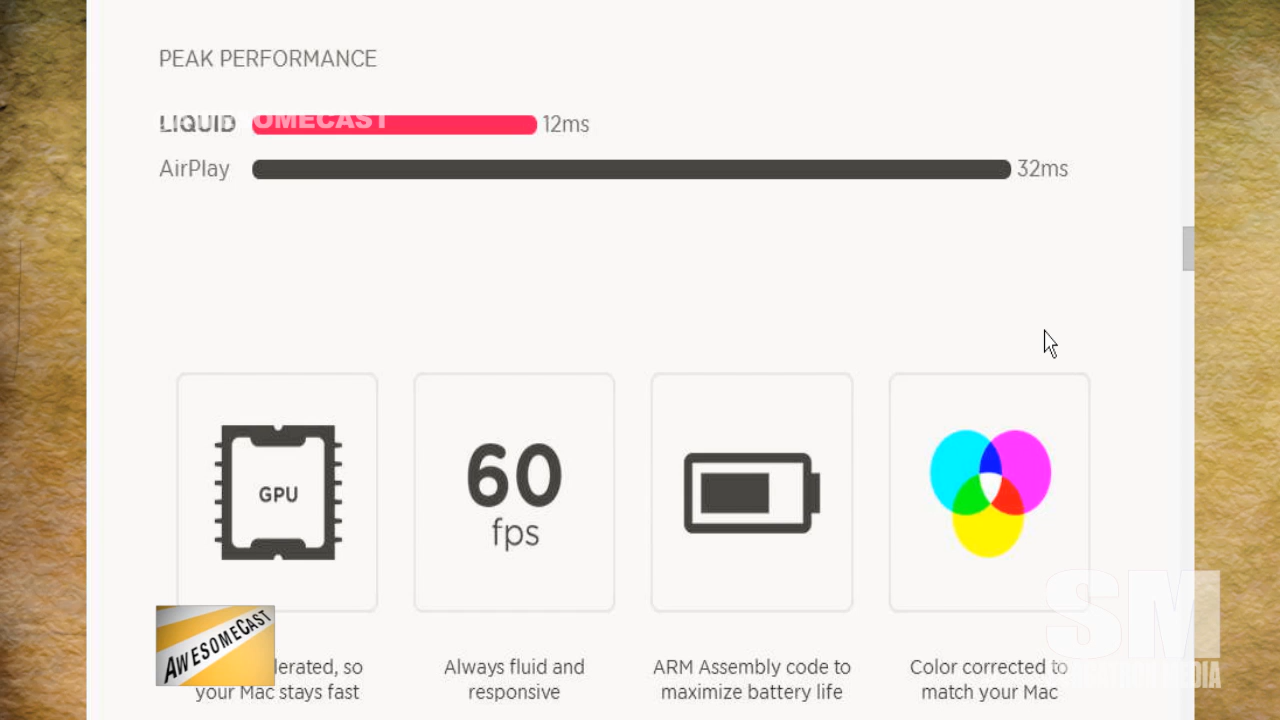 PEAK PERFORMANCE
OMECAST
LIQUID 12ms
AirPlay 32ms
GPU
60
fps
AWESOMECAST
SM
lerated, so
your Mac stays fast
Always fluid and
responsive
ARM Assembly code to
maximize battery life
Color corrected to
match your Mac